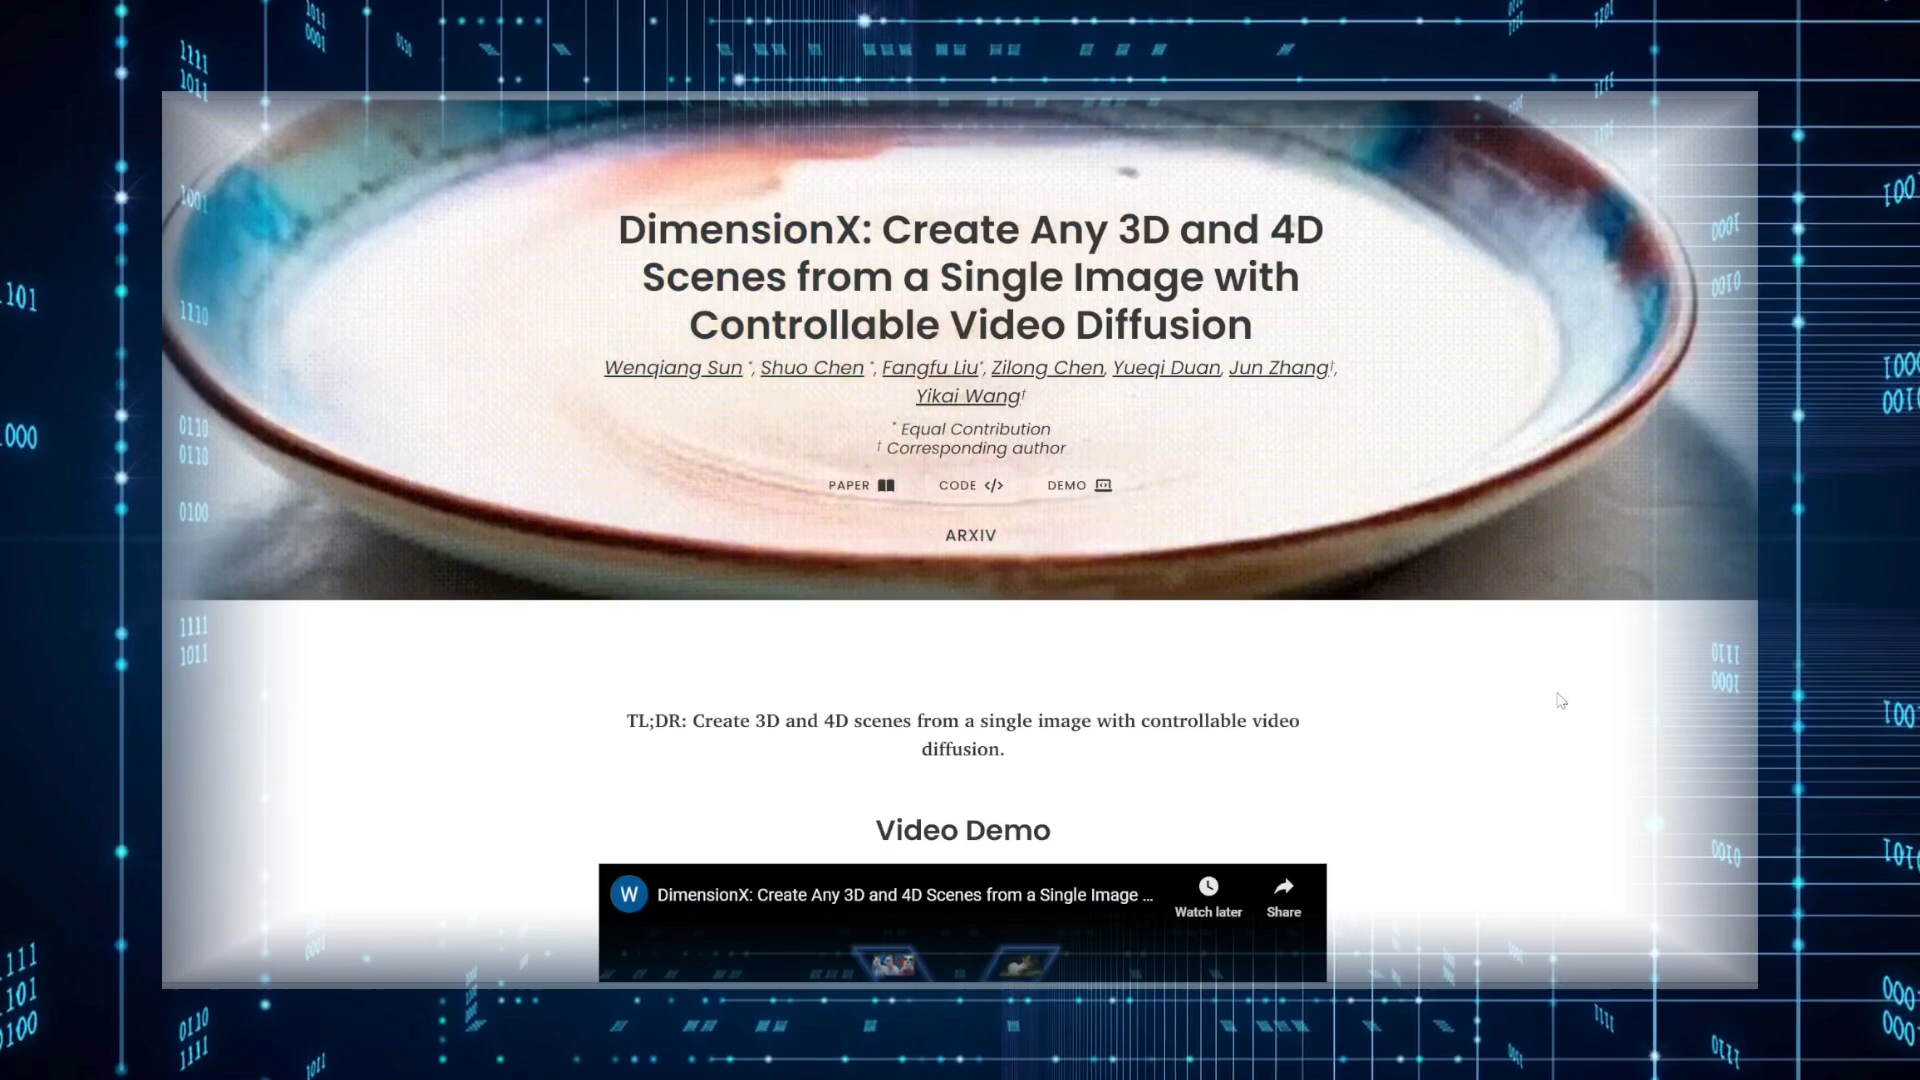 DimensionX: Create Any 3D and 4D
Scenes from a Single Image with
Controllable Video Diffusion
Wenqiang Sun *, Shuo Chen *, Fangfu Liu*, Zilong Chen, Yueqi Duan, Jun Zhang†,
Yikai Wang†
* Equal Contribution
† Corresponding author
PAPER CODE </> DEMO
ARXIV
TL;DR: Create 3D and 4D scenes from a single image with controllable video
diffusion.
Video Demo
W DimensionX: Create Any 3D and 4D Scenes from a Single Image ...
Watch later Share